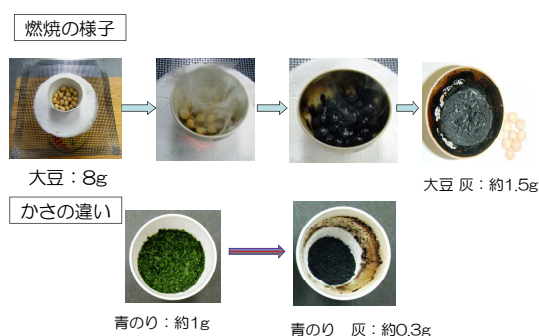 燃焼の様子
大豆：8g
大豆 灰：約1.5g
かさの違い
青のり：約1g
青のり　灰：約0.3g